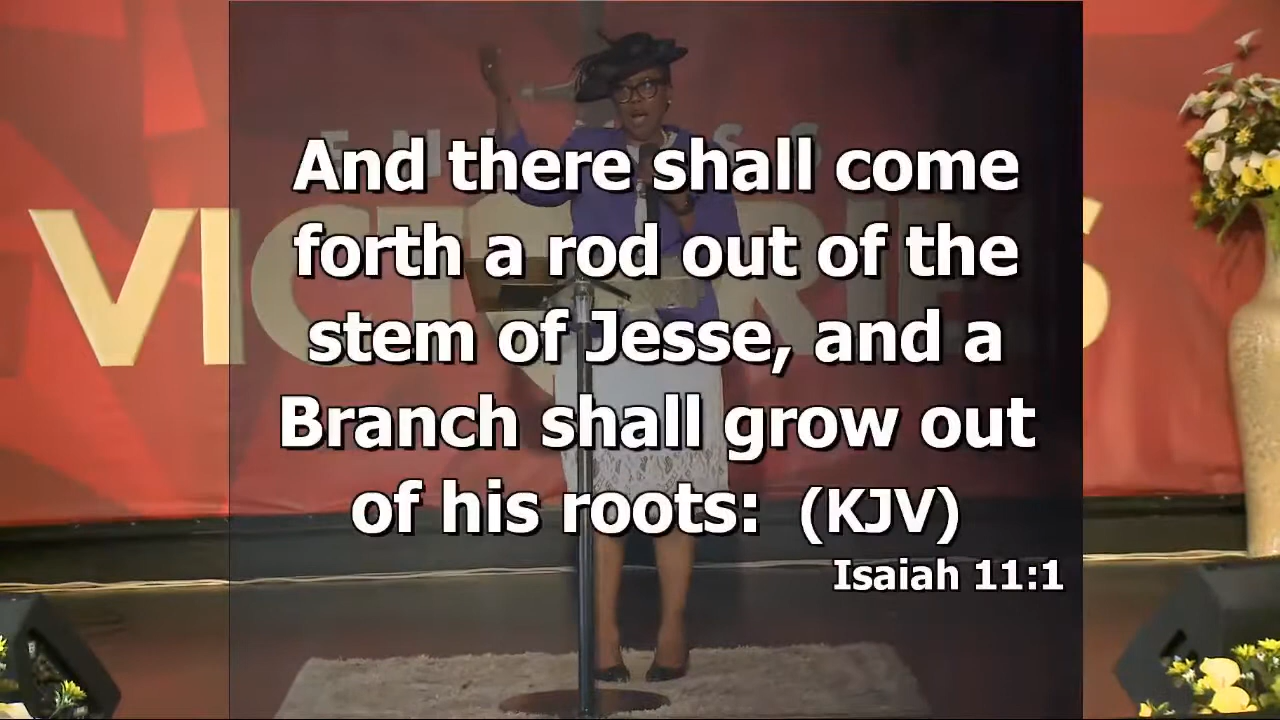 And there shall come
forth a rod out of the
stem of Jesse, and a
Branch shall grow out
of his roots: (KJV)
Isaiah 11:1
VICTORIES